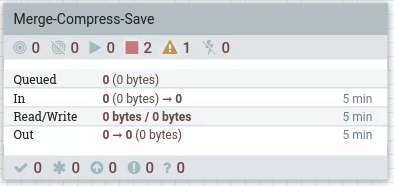 Merge-Compress-Save
0 0 0 2 1 0
Queued 0 (0 bytes)
In 0 (0 bytes) → 0 5 min
Read/Write 0 bytes / 0 bytes 5 min
Out 0 → 0 (0 bytes) 5 min
0 0 0 0 ? 0